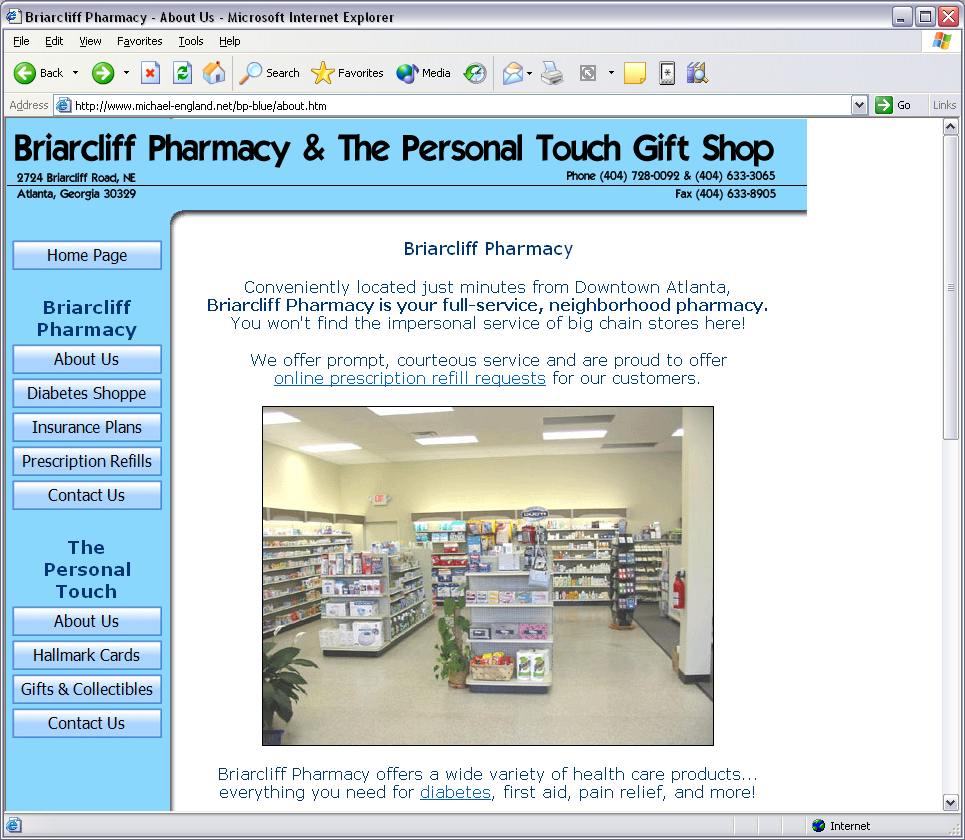 Briarcliff Pharmacy - About Us - Microsoft Internet Explorer
File Edit View Favorites Tools Help
Back Search Favorites Media
Address http://www.michael-england.net/bp-blue/about.htm Go Links
Briarcliff Pharmacy & The Personal Touch Gift Shop
2724 Briarcliff Road, NE Phone (404) 728-0092 & (404) 633-3065
Atlanta, Georgia 30329 Fax (404) 633-8905
Home Page
Briarcliff
Pharmacy
About Us
Diabetes Shoppe
Insurance Plans
Prescription Refills
Contact Us
The
Personal
Touch
About Us
Hallmark Cards
Gifts & Collectibles
Contact Us
Briarcliff Pharmacy
Conveniently located just minutes from Downtown Atlanta,
Briarcliff Pharmacy is your full-service, neighborhood pharmacy.
You won't find the impersonal service of big chain stores here!
We offer prompt, courteous service and are proud to offer
online prescription refill requests for our customers.
Briarcliff Pharmacy offers a wide variety of health care products...
everything you need for diabetes, first aid, pain relief, and more!
Internet